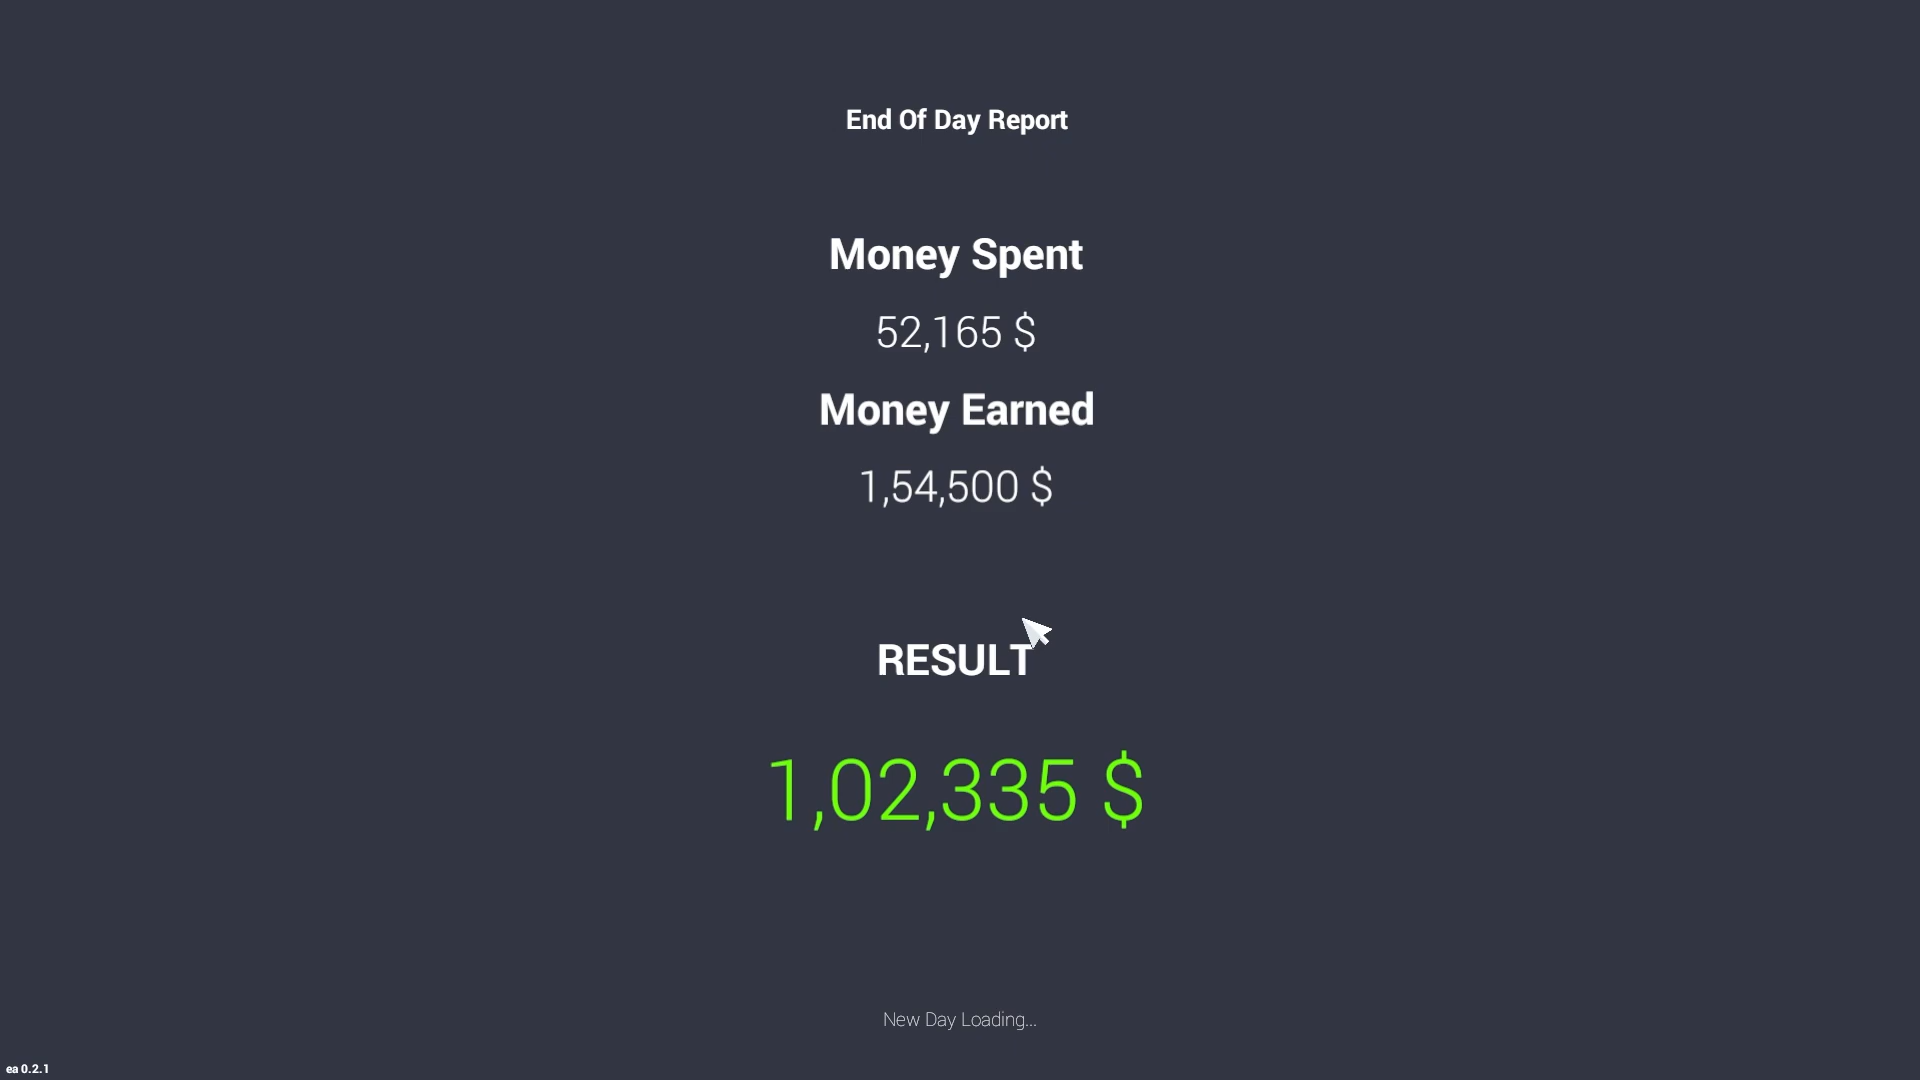 End Of Day Report
Money Spent
52,165 $
Money Earned
1,54,500 $
RESULT
1,02,335 $
New Day Loading...
ea 0.2.1